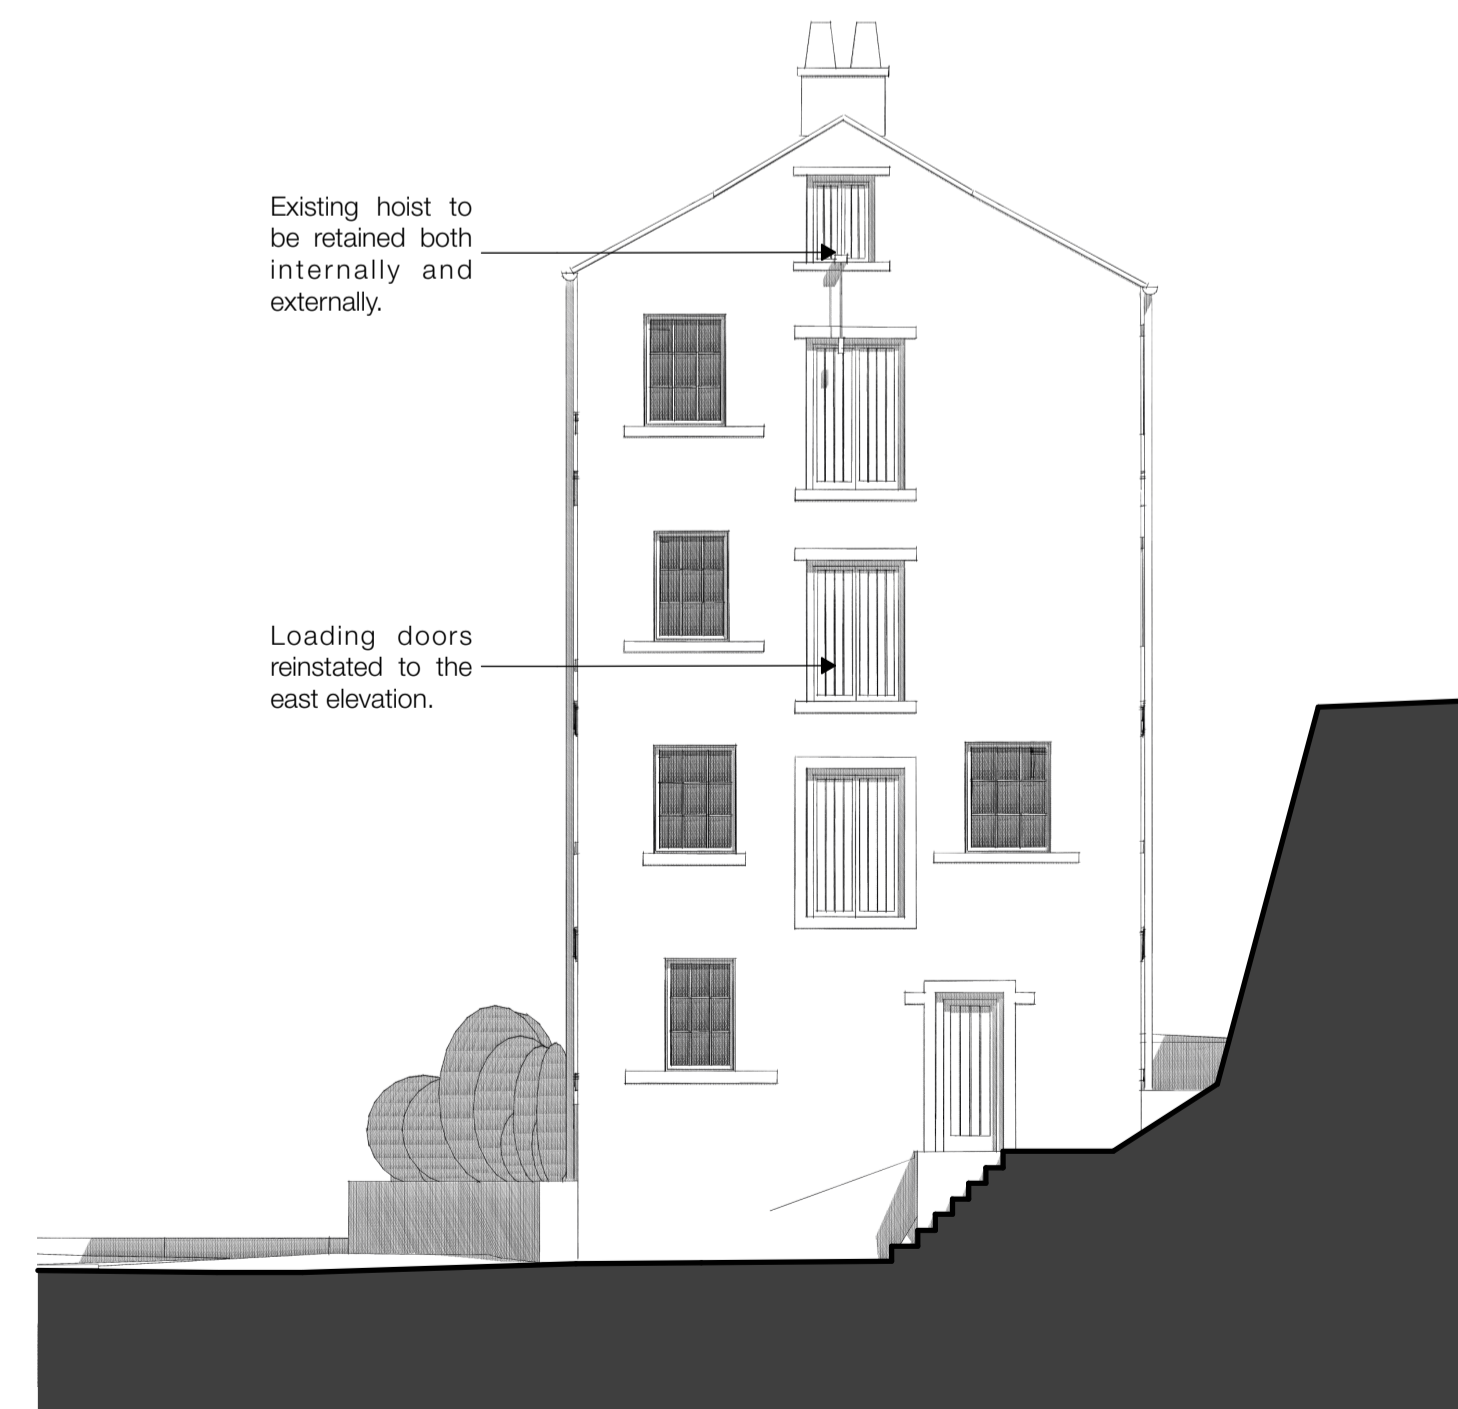 Existing hoist to
be retained both
internally and
externally.
Loading doors
reinstated to the
east elevation.